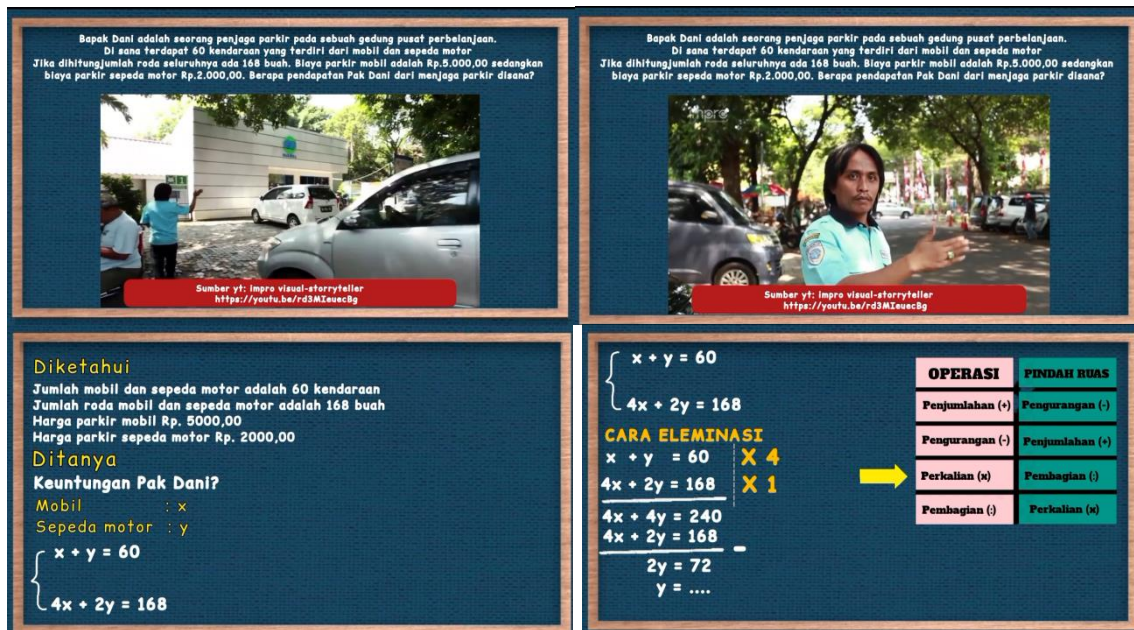 Bapak Dani adalah seorang penjaga parkir pada sebuah gedung pusat perbelanjaan.
Di sana terdapat 60 kendaraan yang terdiri dari mobil dan sepeda motor
Jika dihitungjumlah roda seluruhnya ada 168 buah. Biaya parkir mobil adalah Rp.5.000,00 sedangkan
biaya parkir sepeda motor Rp.2.000,00. Berapa pendapatan Pak Dani dari menjaga parkir disana?
Sumber yt: impro visual-storryteller
https://youtu.be/rd3MIeuecBg
Bapak Dani adalah seorang penjaga parkir pada sebuah gedung pusat perbelanjaan.
Di sana terdapat 60 kendaraan yang terdiri dari mobil dan sepeda motor
Jika dihitungjumlah roda seluruhnya ada 168 buah. Biaya parkir mobil adalah Rp.5.000,00 sedangkan
biaya parkir sepeda motor Rp.2.000,00. Berapa pendapatan Pak Dani dari menjaga parkir disana?
impro
Sumber yt: impro visual-storryteller
https://youtu.be/rd3MIeuecBg
Diketahui
Jumlah mobil dan sepeda motor adalah 60 kendaraan
Jumlah roda mobil dan sepeda motor adalah 168 buah
Harga parkir mobil Rp. 5000,00
Harga parkir sepeda motor Rp. 2000,00
Ditanya
Keuntungan Pak Dani?
Mobil : x
Sepeda motor : y
x + y = 60
4x + 2y = 168
x + y = 60
4x + 2y = 168
CARA ELEMINASI
x + y = 60 X 4
4x + 2y = 168 X 1
4x + 4y = 240
4x + 2y = 168 -
2y = 72
y = ....
OPERASI PINDAH RUAS
Penjumlahan (+) Pengurangan (-)
Pengurangan (-) Penjumlahan (+)
Perkalian (x) Pembagian (:)
Pembagian (:) Perkalian (x)